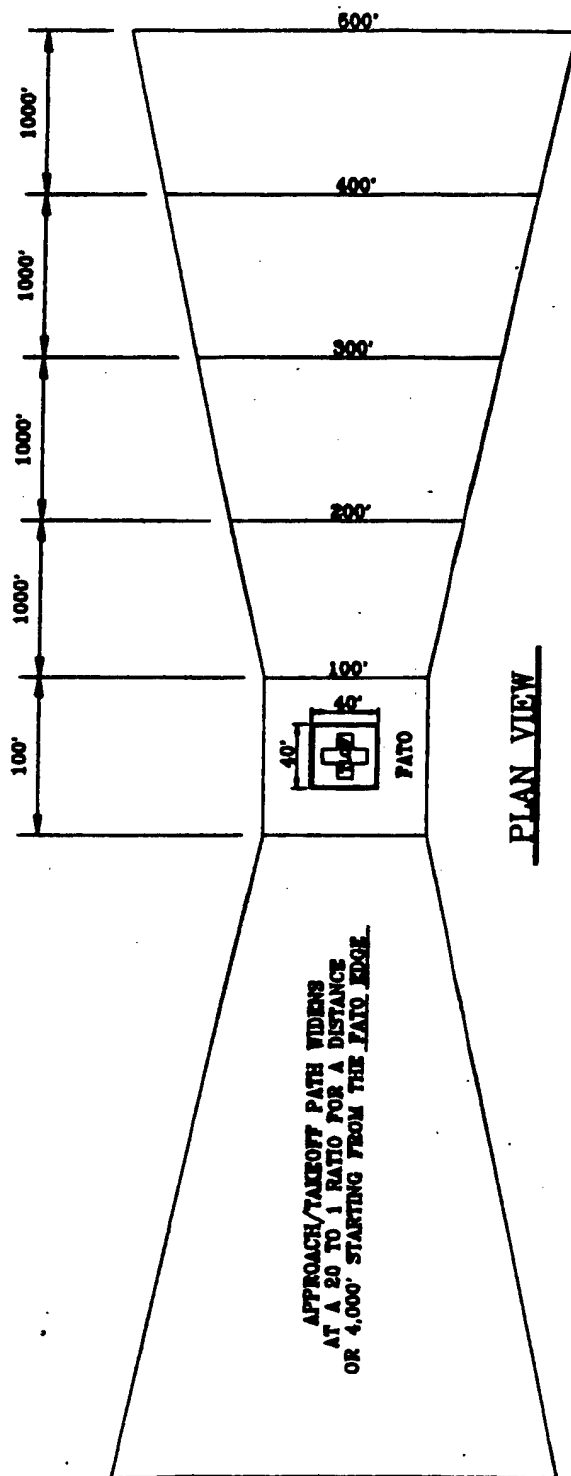 500'
1000'
400'
1000'
300'
1000'
200'
1000'
100'
100'
40'
40'
FATO
PLAN VIEW
APPROACH/TAKEOFF PATH WIDENS
AT A 20 TO 1 RATIO FOR A DISTANCE
OR 4,000' STARTING FROM THE FATO EDGE